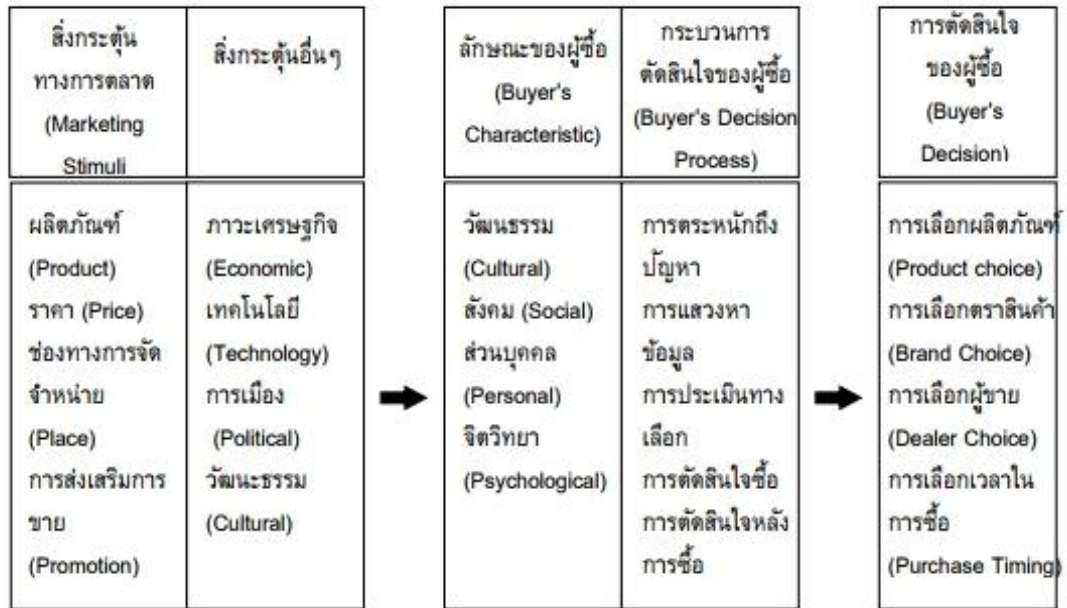 สิ่งกระตุ้น
ทางการตลาด
(Marketing
Stimuli
สิ่งกระตุ้นอื่นๆ
ลักษณะของผู้ซื้อ
(Buyer's
Characteristic)
กระบวนการ
ตัดสินใจของผู้ซื้อ
(Buyer's Decision
Process)
การตัดสินใจ
ของผู้ซื้อ
(Buyer's
Decision)
ผลิตภัณฑ์
(Product)
ราคา (Price)
ช่องทางการจัด
จำหน่าย
(Place)
การส่งเสริมการ
ขาย
(Promotion)
ภาวะเศรษฐกิจ
(Economic)
เทคโนโลยี
(Technology)
การเมือง
(Political)
วัฒนะธรรม
(Cultural)
วัฒนธรรม
(Cultural)
สังคม (Social)
ส่วนบุคคล
(Personal)
จิตวิทยา
(Psychological)
การตระหนักถึง
ปัญหา
การแสวงหา
ข้อมูล
การประเมินทาง
เลือก
การตัดสินใจซื้อ
การตัดสินใจหลัง
การซื้อ
การเลือกผลิตภัณฑ์
(Product choice)
การเลือกตราสินค้า
(Brand Choice)
การเลือกผู้ขาย
(Dealer Choice)
การเลือกเวลาใน
การซื้อ
(Purchase Timing)